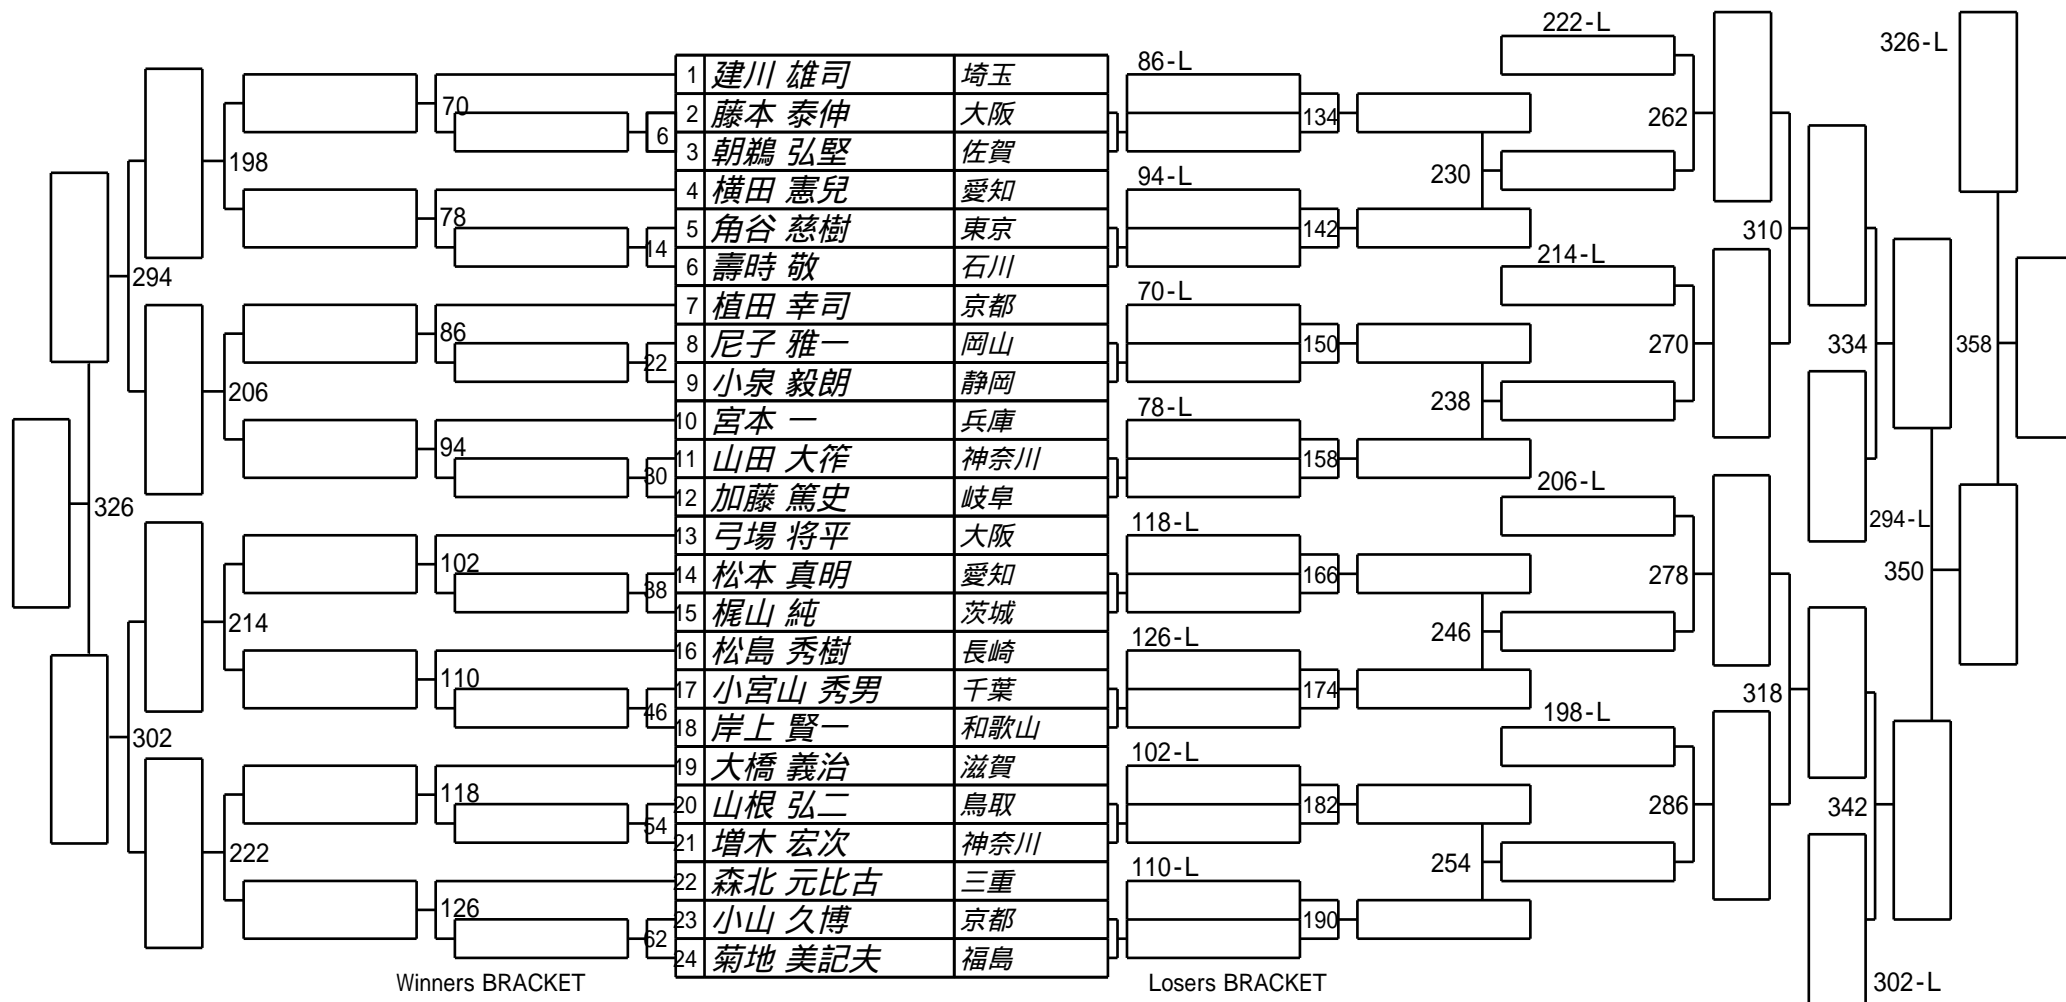 222-L
326-L
1 建川 雄司 埼玉 86-L
70 2 藤本 泰伸 大阪 134 262
6
3 朝鵜 弘堅 佐賀
198 230
4 横田 憲兒 愛知 94-L
78 5 角谷 慈樹 東京 142 310
14
6 壽時 敬 石川 214-L
294
7 植田 幸司 京都 70-L
86 8 尼子 雅一 岡山 150 270 334 358
22
9 小泉 毅朗 静岡
206 238
10 宮本 一 兵庫 78-L
94 11 山田 大筰 神奈川 158
30
12 加藤 篤史 岐阜 206-L
326
13 弓場 将平 大阪 118-L 294-L
102 14 松本 真明 愛知 166 278 350
38
15 梶山 純 茨城
214 246
16 松島 秀樹 長崎 126-L
110 17 小宮山 秀男 千葉 174 318
46
18 岸上 賢一 和歌山 198-L
302
19 大橋 義治 滋賀 102-L
118 20 山根 弘二 鳥取 182 286 342
54
21 増木 宏次 神奈川
222 254
22 森北 元比古 三重 110-L
126 23 小山 久博 京都 190
62
24 菊地 美記夫 福島
Winners BRACKET Losers BRACKET 302-L